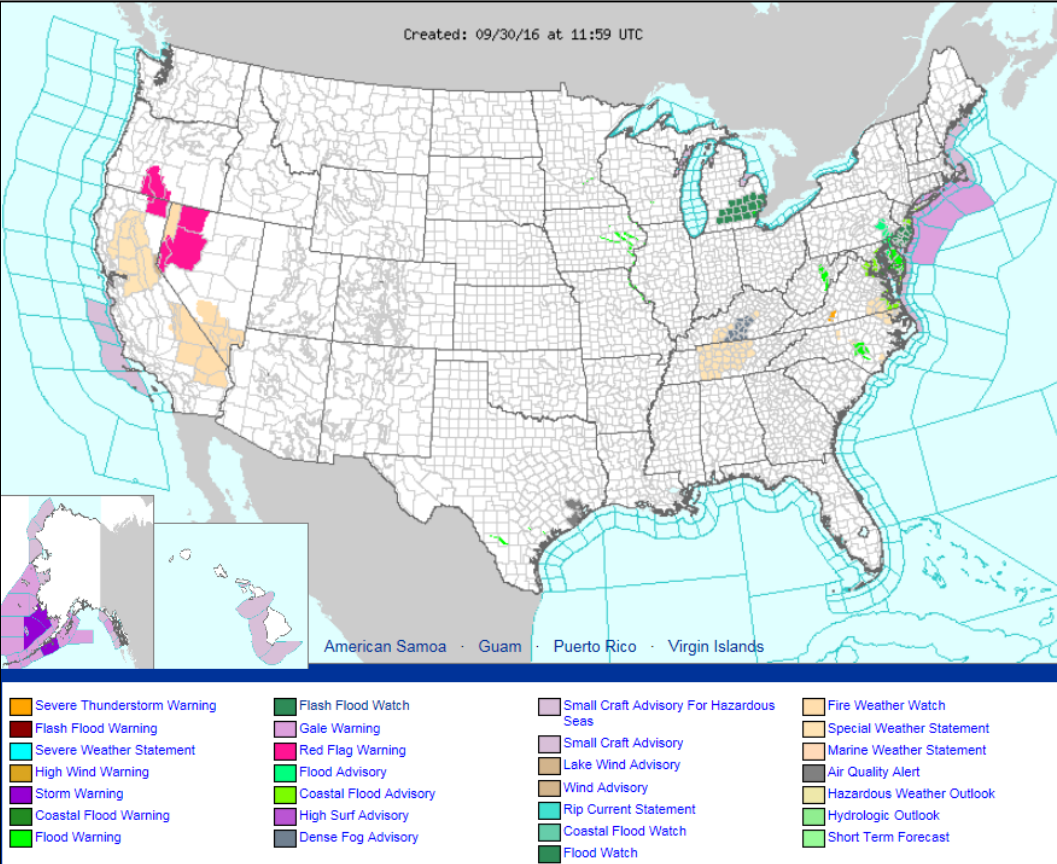 Created: 09/30/16 at 11:59 UTC
American Samoa · Guam · Puerto Rico · Virgin Islands
Severe Thunderstorm Warning
Flash Flood Warning
Severe Weather Statement
High Wind Warning
Storm Warning
Coastal Flood Warning
Flood Warning
Flash Flood Watch
Gale Warning
Red Flag Warning
Flood Advisory
Coastal Flood Advisory
High Surf Advisory
Dense Fog Advisory
Small Craft Advisory For Hazardous
Seas
Small Craft Advisory
Lake Wind Advisory
Wind Advisory
Rip Current Statement
Coastal Flood Watch
Flood Watch
Fire Weather Watch
Special Weather Statement
Marine Weather Statement
Air Quality Alert
Hazardous Weather Outlook
Hydrologic Outlook
Short Term Forecast